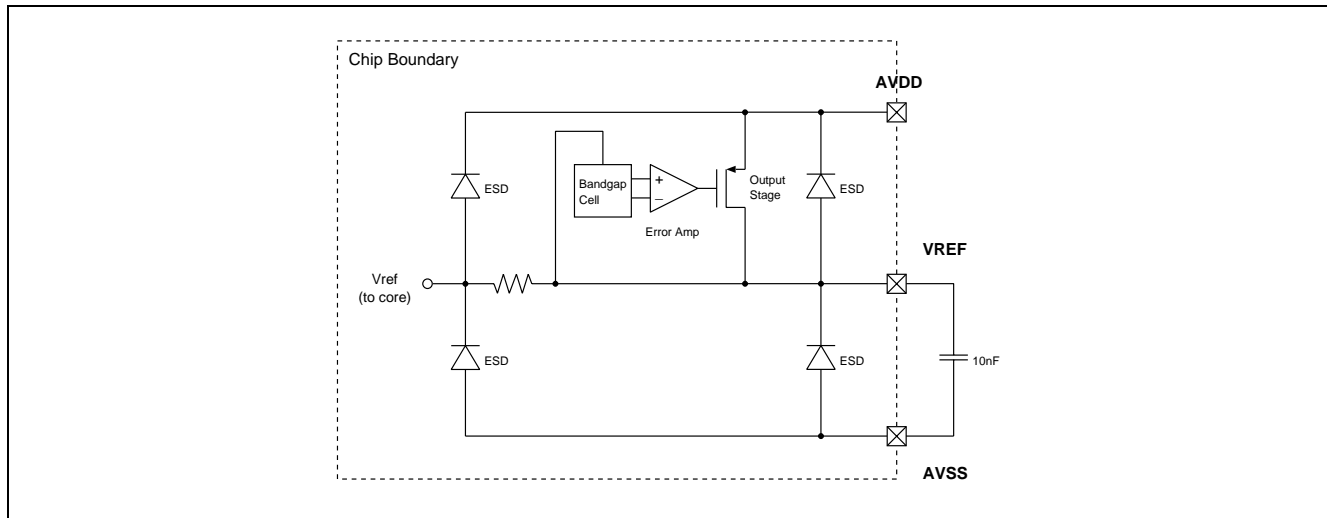 Chip Boundary
AVDD
ESD
Bandgap
Cell
+
–
Output
Stage
ESD
Error Amp
VREF
Vref
(to core)
ESD
ESD
10nF
AVSS